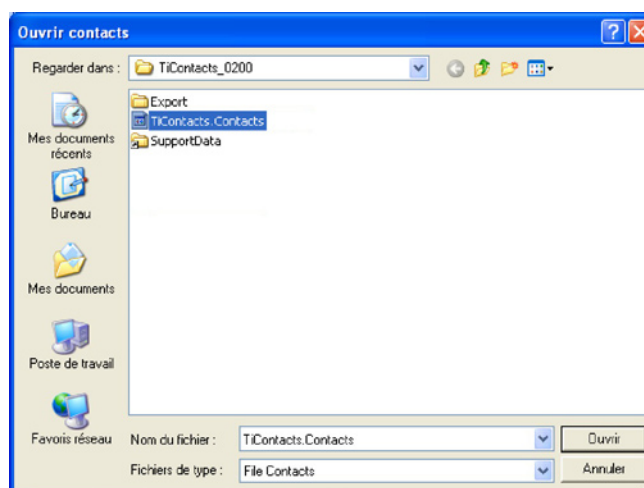 Ouvrir contacts
Regarder dans : TiContacts_0200
Export
TiContacts.Contacts
SupportData
Mes documents
récents
Bureau
Mes documents
Poste de travail
Favoris réseau
Nom du fichier : TiContacts.Contacts Ouvrir
Fichiers de type : File Contacts Annuler